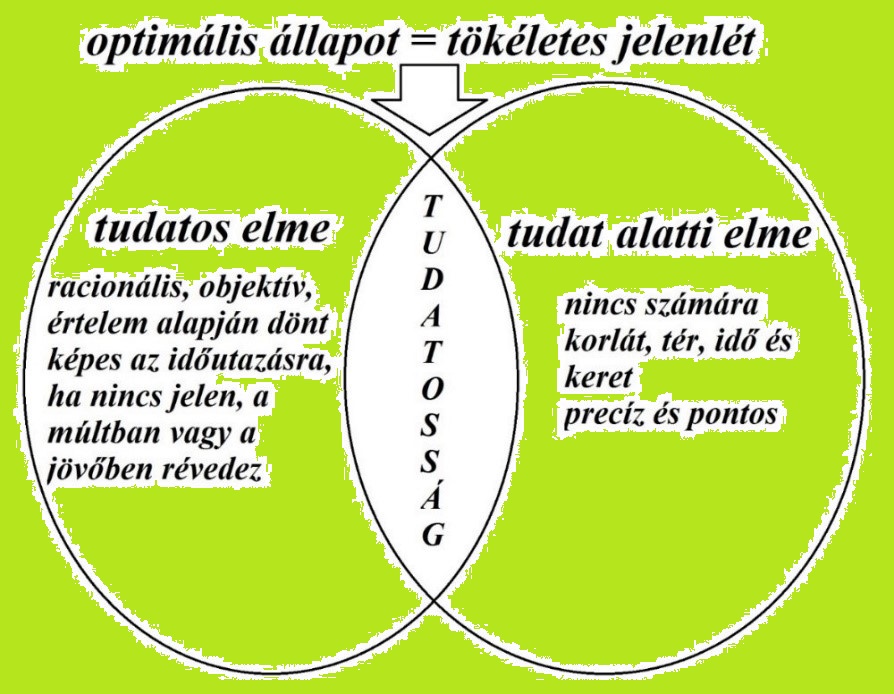 optimális állapot = tökéletes jelenlét
tudatos elme
racionális, objektív,
értelem alapján dönt
képes az időutazásra,
ha nincs jelen, a
múltban vagy a
jövőben révedez
T
U
D
A
T
O
S
S
Á
G
tudat alatti elme
nincs számára
korlát, tér, idő és
keret
precíz és pontos